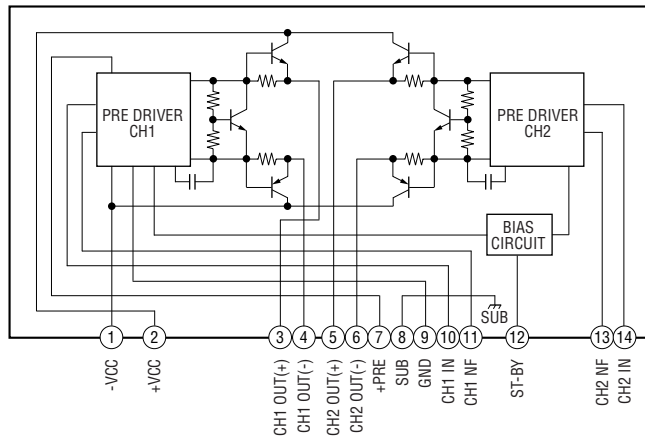 PRE DRIVER
CH1
PRE DRIVER
CH2
BIAS
CIRCUIT
SUB
1
2
3
4
5
6
7
8
9
10
11
12
13
14
-VCC
+VCC
CH1 OUT(+)
CH1 OUT(-)
CH2 OUT(+)
CH2 OUT(-)
+PRE
SUB
GND
CH1 IN
CH1 NF
ST-BY
CH2 NF
CH2 IN